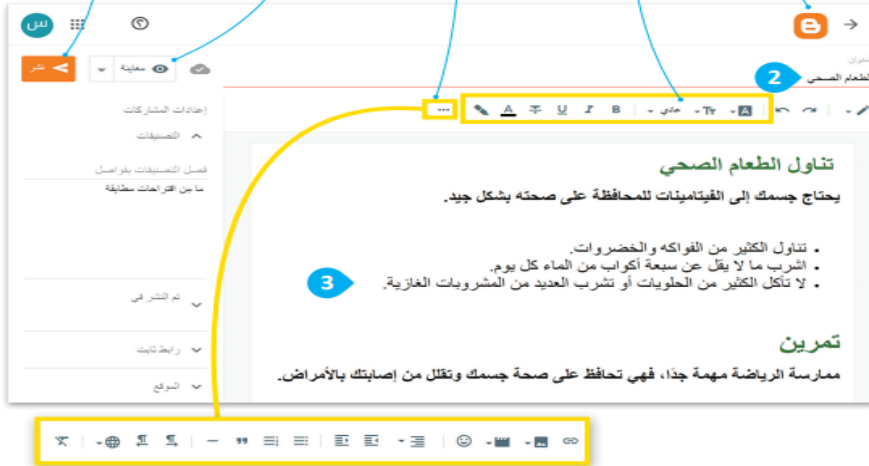 س
عنوان
الطعام الصحي
2
نشر
معاينة
عادي
إعدادات المشاركات
التصنيفات
فصل التصنيفات بفواصل
ما من اقتراحات مطابقة
تم النشر في
رابط ثابت
الموقع
تناول الطعام الصحي
يحتاج جسمك إلى الفيتامينات للمحافظة على صحته بشكل جيد.
• تناول الكثير من الفواكه والخضروات.
• اشرب ما لا يقل عن سبعة أكواب من الماء كل يوم.
• لا تأكل الكثير من الحلويات أو تشرب العديد من المشروبات الغازية.
3
تمرين
ممارسة الرياضة مهمة جدًا، فهي تحافظ على صحة جسمك وتقلل من إصابتك بالأمراض.